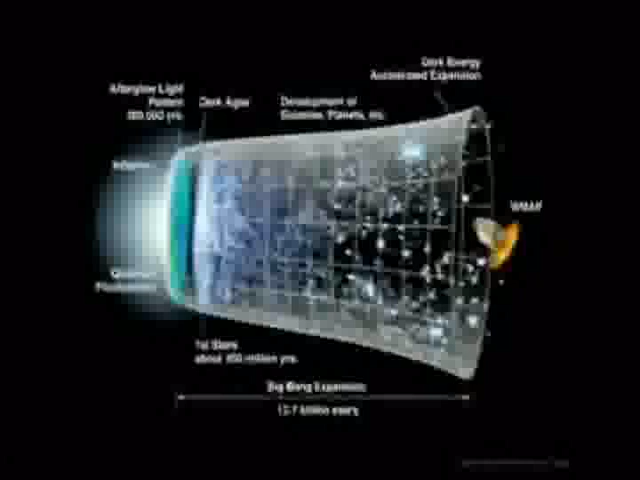 Dark Energy
Accelerated Expansion
Afterglow Light
Pattern
Dark Ages
Development of
Galaxies, Planets, etc.
Inflation
WMAP
Quantum
Fluctuations
1st Stars
about 400 million yrs.
Big Bang Expansion
13.7 billion years